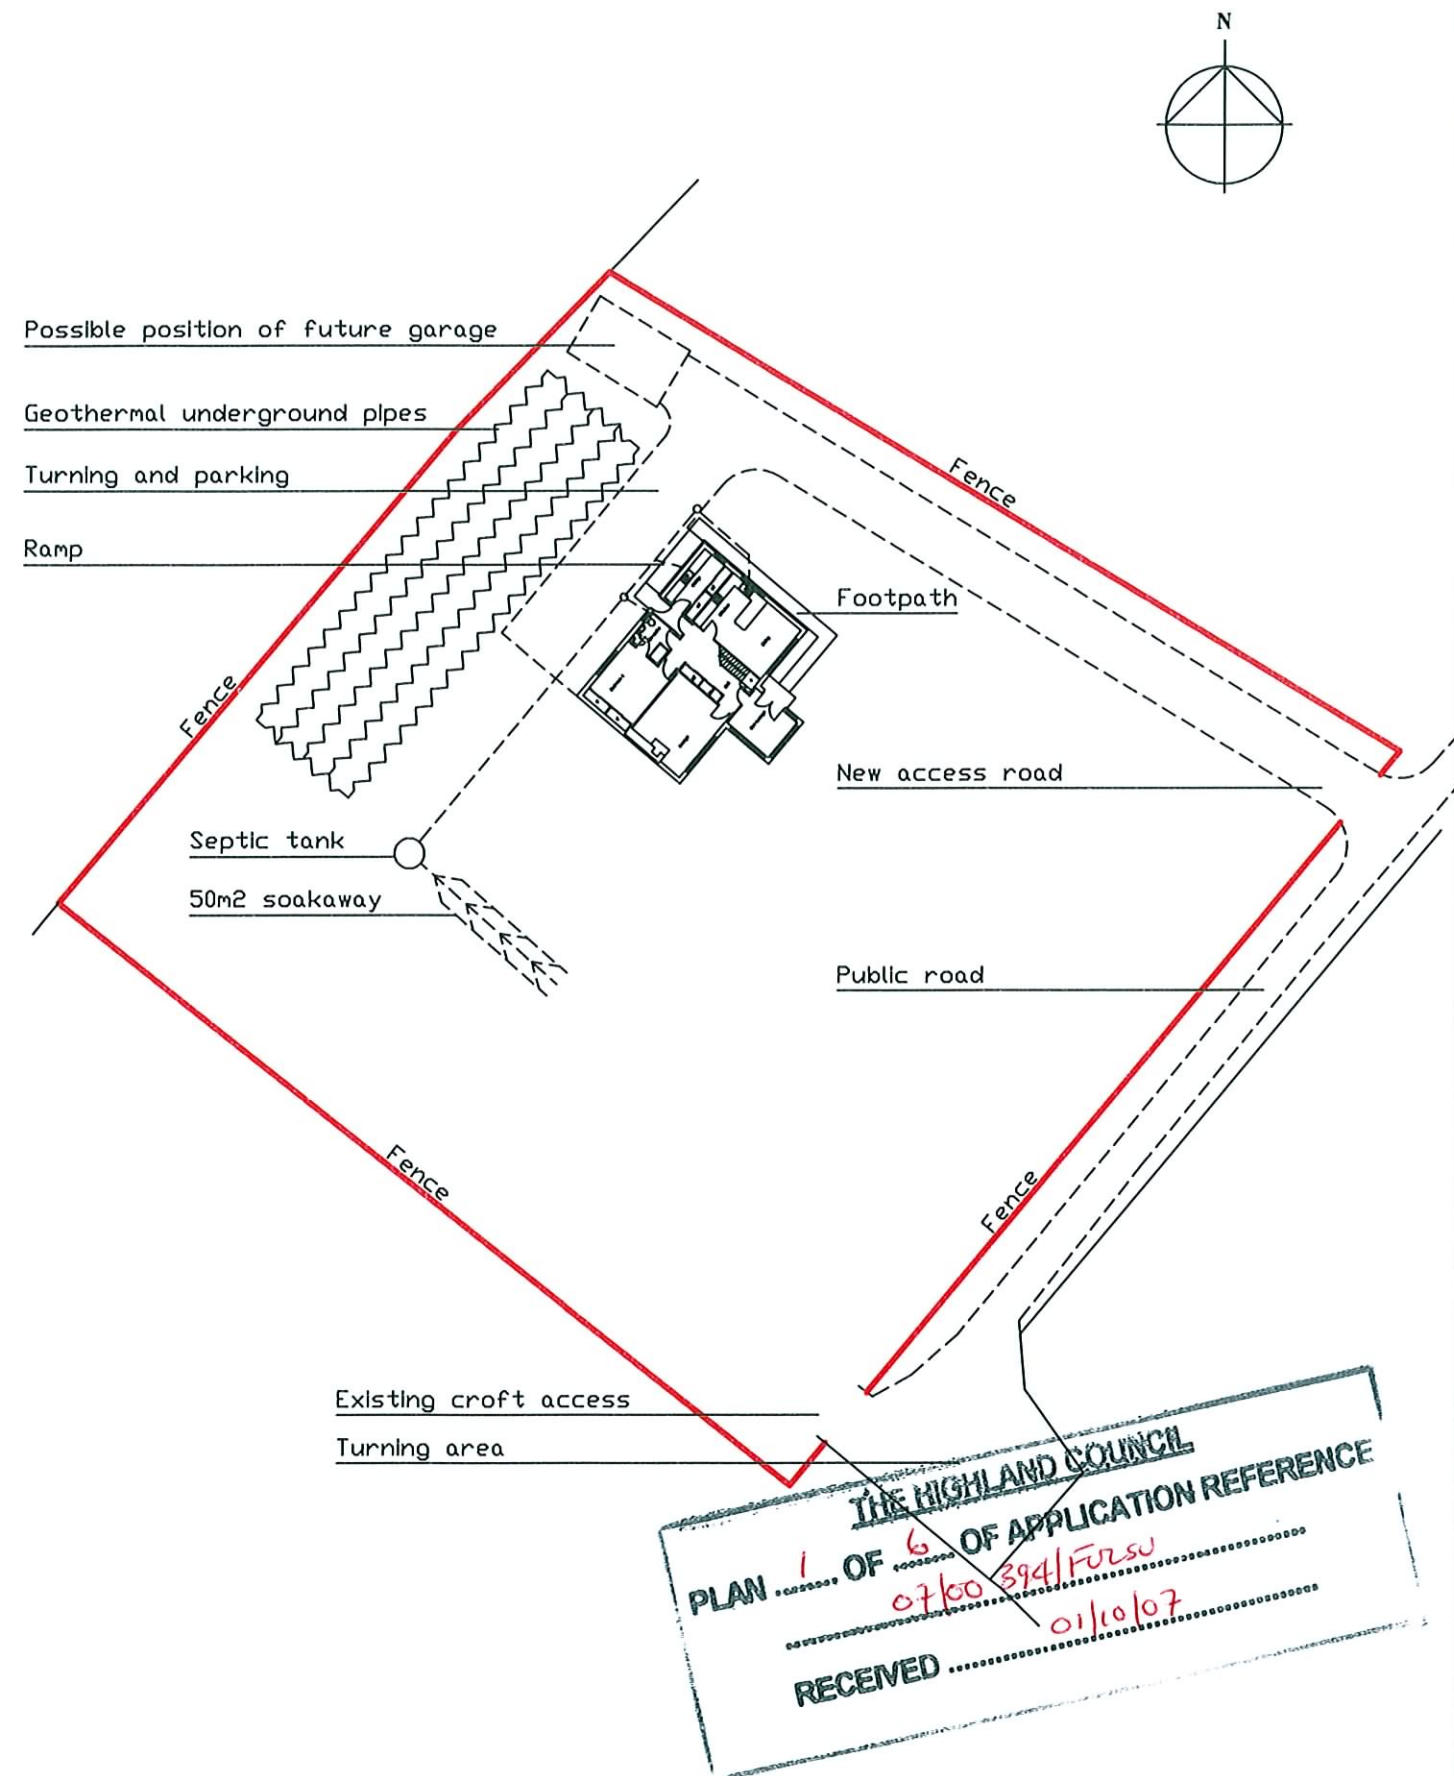 N
Possible position of future garage
Geothermal underground pipes
Turning and parking
Ramp
Fence
Footpath
Fence
New access road
Septic tank
50m2 soakaway
Public road
Fence
Fence
Existing croft access
Turning area
THE HIGHLAND COUNCIL
PLAN 1 OF 6 OF APPLICATION REFERENCE
07/00394/FULSU
RECEIVED 01/10/07